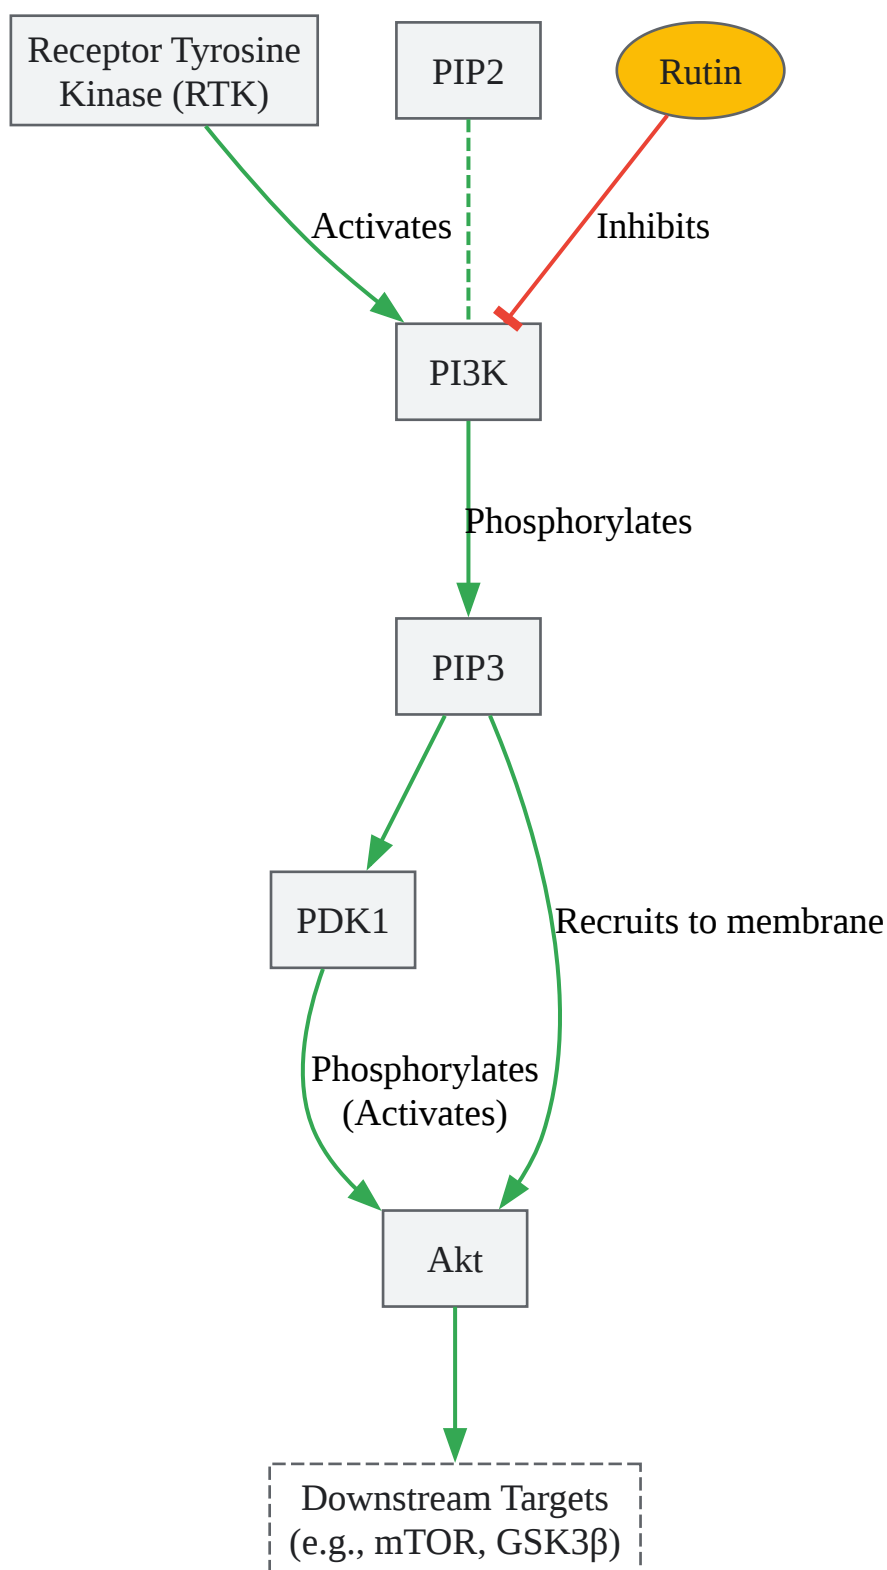 Receptor Tyrosine
Kinase (RTK)
PIP2
Rutin
Activates
Inhibits
PI3K
Phosphorylates
PIP3
PDK1
Recruits to membrane
Phosphorylates
(Activates)
Akt
Downstream Targets
(e.g., mTOR, GSK3β)